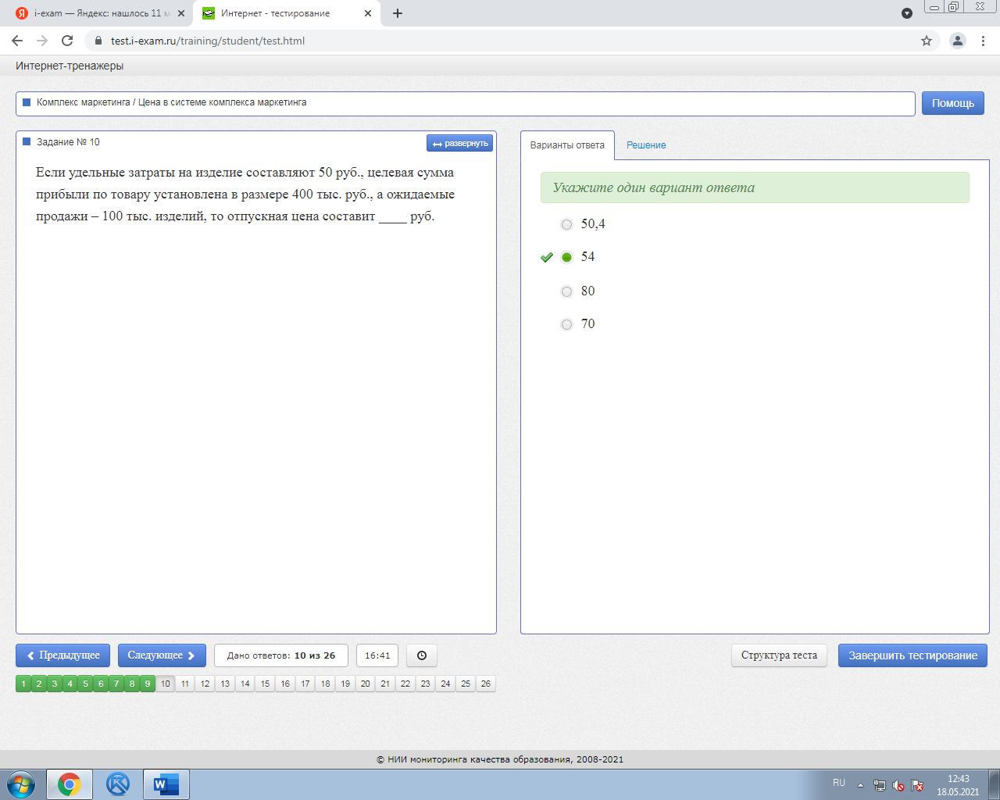 i-exam — Яндекс: нашлось 11 м
Интернет - тестирование
test.i-exam.ru/training/student/test.html
Интернет-тренажеры
Комплекс маркетинга / Цена в системе комплекса маркетинга
Помощь
Задание № 10
развернуть
Если удельные затраты на изделие составляют 50 руб., целевая сумма
прибыли по товару установлена в размере 400 тыс. руб., а ожидаемые
продажи – 100 тыс. изделий, то отпускная цена составит ____ руб.
Варианты ответа
Решение
Укажите один вариант ответа
50,4
54
80
70
Предыдущее
Следующее
Дано ответов: 10 из 26
16:41
Структура теста
Завершить тестирование
1 2 3 4 5 6 7 8 9 10 11 12 13 14 15 16 17 18 19 20 21 22 23 24 25 26
© НИИ мониторинга качества образования, 2008-2021
RU
12:43
18.05.2021